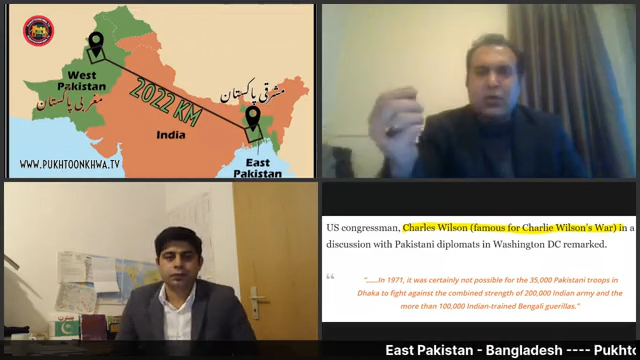 West
Pakistan
مغربی پاکستان
2022 KM
مشرقی پاکستان
India
East
Pakistan
WWW.PUKHTOONKHWA.TV
US congressman, Charles Wilson (famous for Charlie Wilson's War) in a
discussion with Pakistani diplomats in Washington DC remarked.
“
"......In 1971, it was certainly not possible for the 35,000 Pakistani troops in
Dhaka to fight against the combined strength of 200,000 Indian army and the
more than 100,000 Indian-trained Bengali guerillas."
East Pakistan - Bangladesh ---- Pukhto